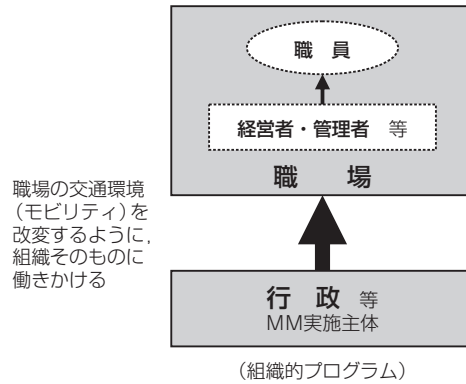 職 員
経営者・管理者 等
職 場
職場の交通環境
(モビリティ)を
改変するように,
組織そのものに
働きかける
行 政 等
MM実施主体
(組織的プログラム)